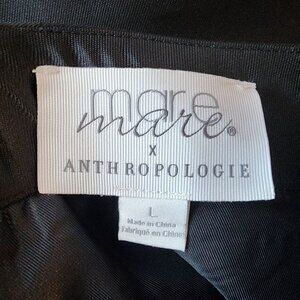 mare
mare®
X
ANTHROPOLOGIE
L
Made in China
Fabriqué en Chine